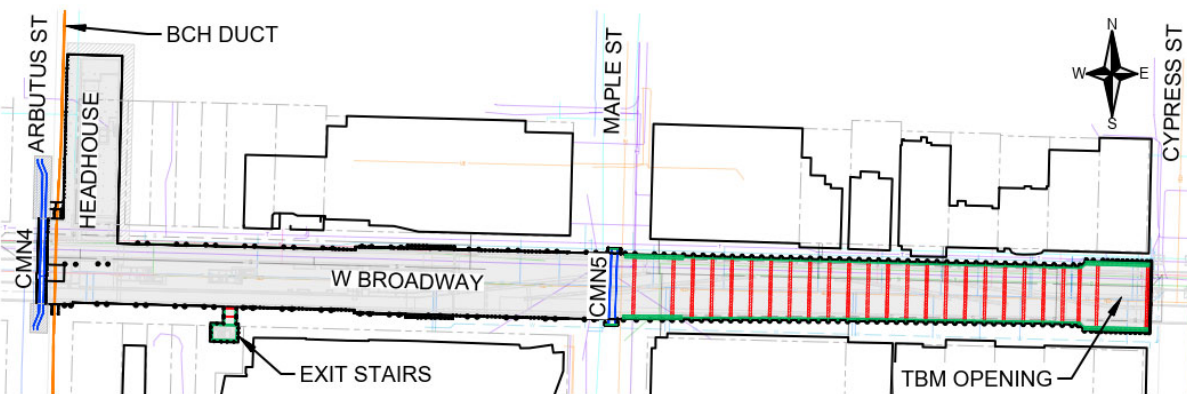 ARBUTUS ST
BCH DUCT
HEADHOUSE
MAPLE ST
N
W
E
S
CYPRESS ST
CMN4
W BROADWAY
CMN5
EXIT STAIRS
TBM OPENING